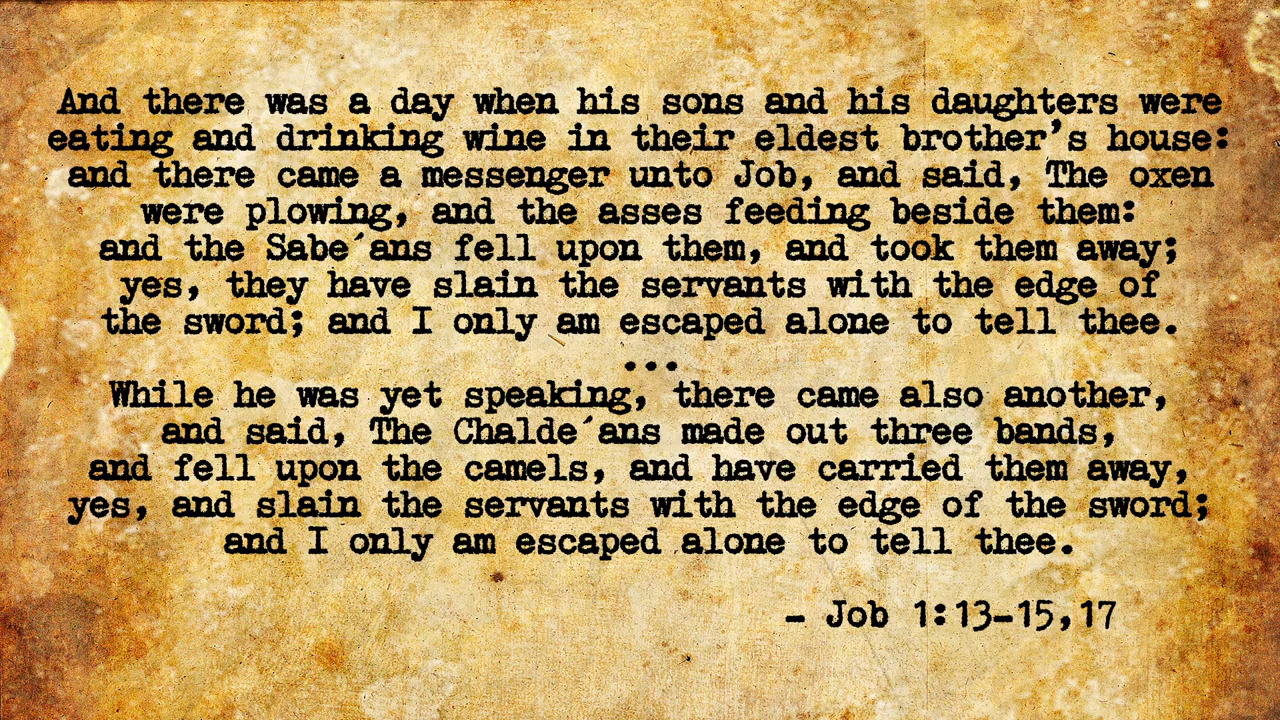 And there was a day when his sons and his daughters were
eating and drinking wine in their eldest brother's house:
and there came a messenger unto Job, and said, The oxen
were plowing, and the asses feeding beside them:
and the Sabe´ans fell upon them, and took them away;
yes, they have slain the servants with the edge of
the sword; and I only am escaped alone to tell thee.
...
While he was yet speaking, there came also another,
and said, The Chalde´ans made out three bands,
and fell upon the camels, and have carried them away,
yes, and slain the servants with the edge of the sword;
and I only am escaped alone to tell thee.
- Job 1:13-15,17